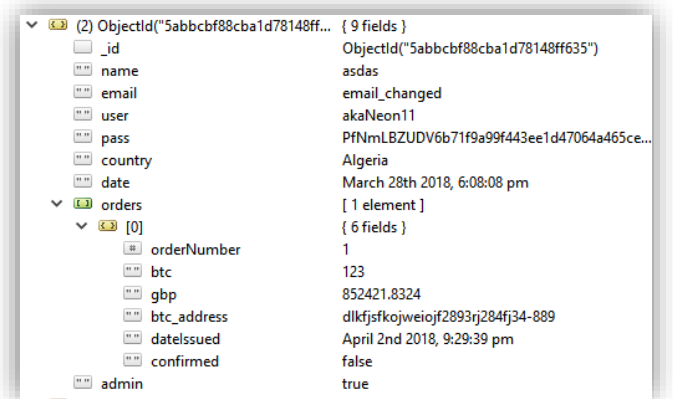 (2) ObjectId("5abbcbf88cba1d78148ff... { 9 fields }
_id ObjectId("5abbcbf88cba1d78148ff635")
"" name asdas
"" email email_changed
"" user akaNeon11
"" pass PfNmLBZUDV6b71f9a99f443ee1d47064a465ce...
"" country Algeria
"" date March 28th 2018, 6:08:08 pm
orders [ 1 element ]
[0] { 6 fields }
# orderNumber 1
"" btc 123
"" gbp 852421.8324
"" btc_address dlkfjsfkojweiojf2893rj284fj34-889
"" dateIssued April 2nd 2018, 9:29:39 pm
"" confirmed false
"" admin true